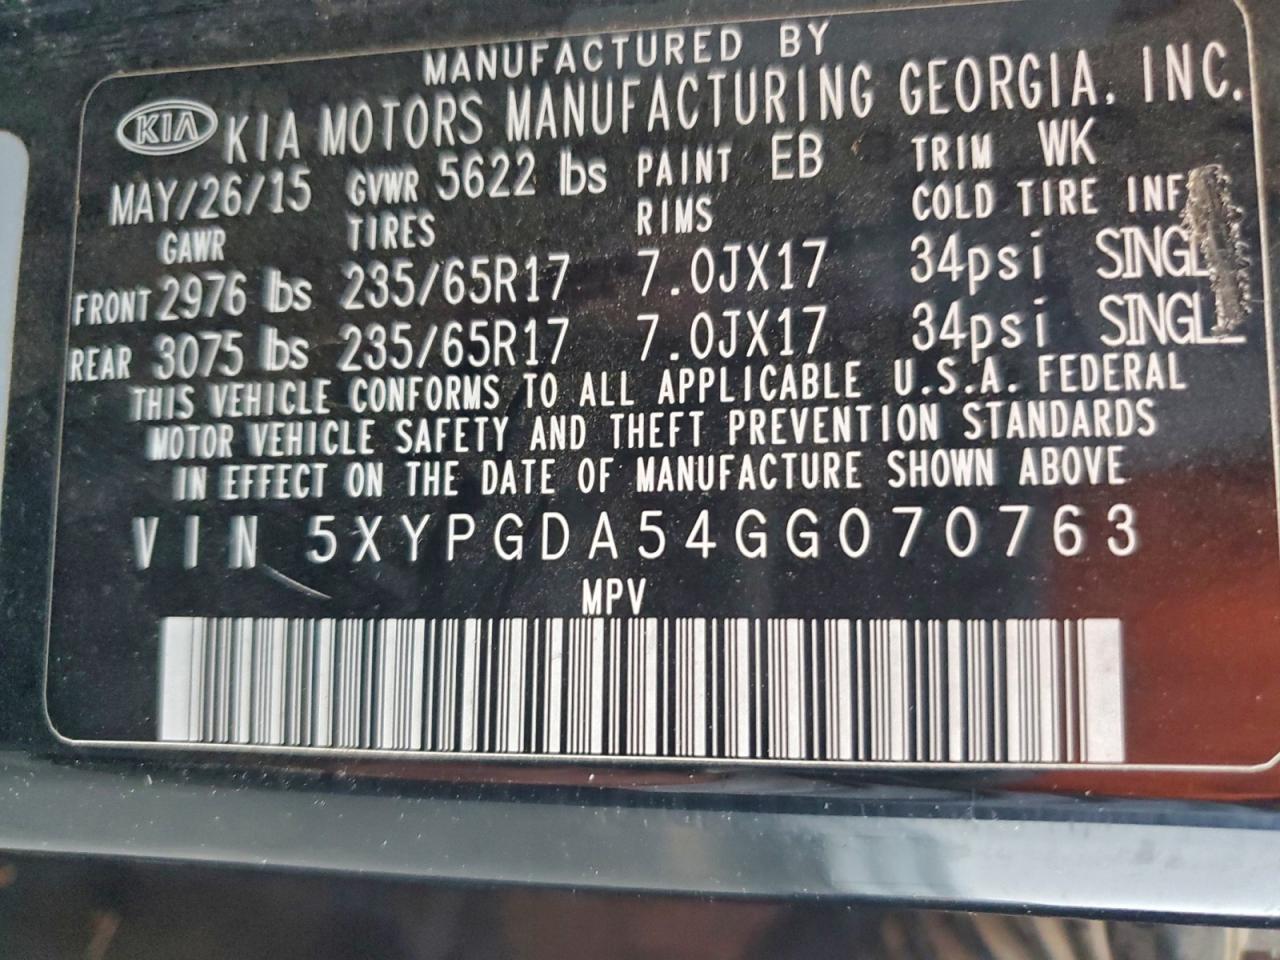 MANUFACTURED BY
KIA KIA MOTORS MANUFACTURING GEORGIA, INC.
MAY/26/15 GVWR 5622 lbs PAINT EB TRIM WK
GAWR TIRES RIMS COLD TIRE INF
FRONT 2976 lbs 235/65R17 7.0JX17 34psi SINGL
REAR 3075 lbs 235/65R17 7.0JX17 34psi SINGL
THIS VEHICLE CONFORMS TO ALL APPLICABLE U.S.A. FEDERAL
MOTOR VEHICLE SAFETY AND THEFT PREVENTION STANDARDS
IN EFFECT ON THE DATE OF MANUFACTURE SHOWN ABOVE
VIN 5XYPGDA54GG070763
MPV